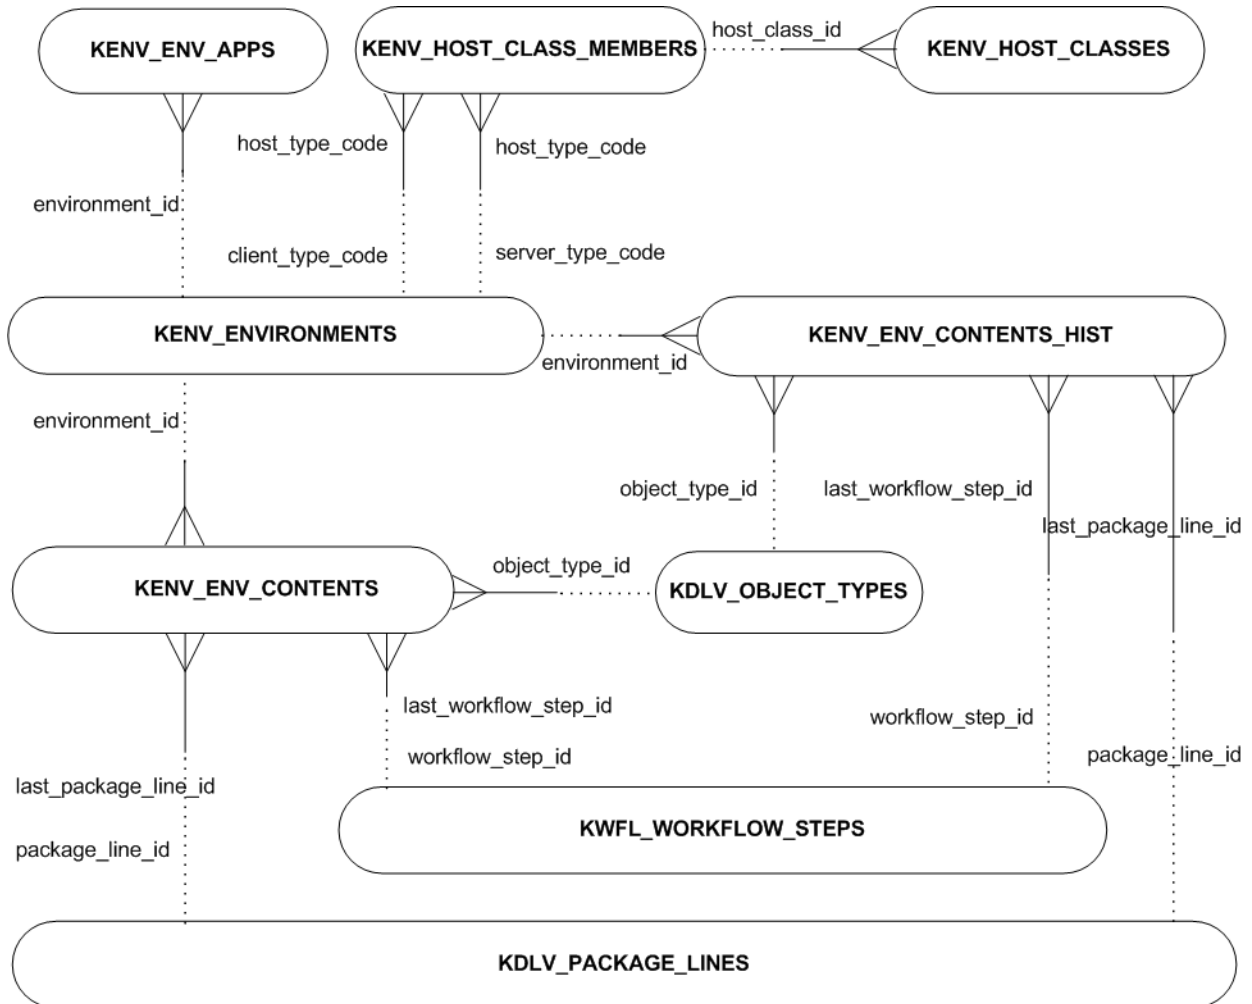 host_class_id
KENV_ENV_APPS
KENV_HOST_CLASS_MEMBERS
KENV_HOST_CLASSES
host_type_code
host_type_code
environment_id
client_type_code
server_type_code
KENV_ENVIRONMENTS
KENV_ENV_CONTENTS_HIST
environment_id
environment_id
object_type_id
last_workflow_step_id
last_package_line_id
object_type_id
KENV_ENV_CONTENTS
KDLV_OBJECT_TYPES
last_workflow_step_id
workflow_step_id
workflow_step_id
package_line_id
last_package_line_id
KWFL_WORKFLOW_STEPS
package_line_id
KDLV_PACKAGE_LINES